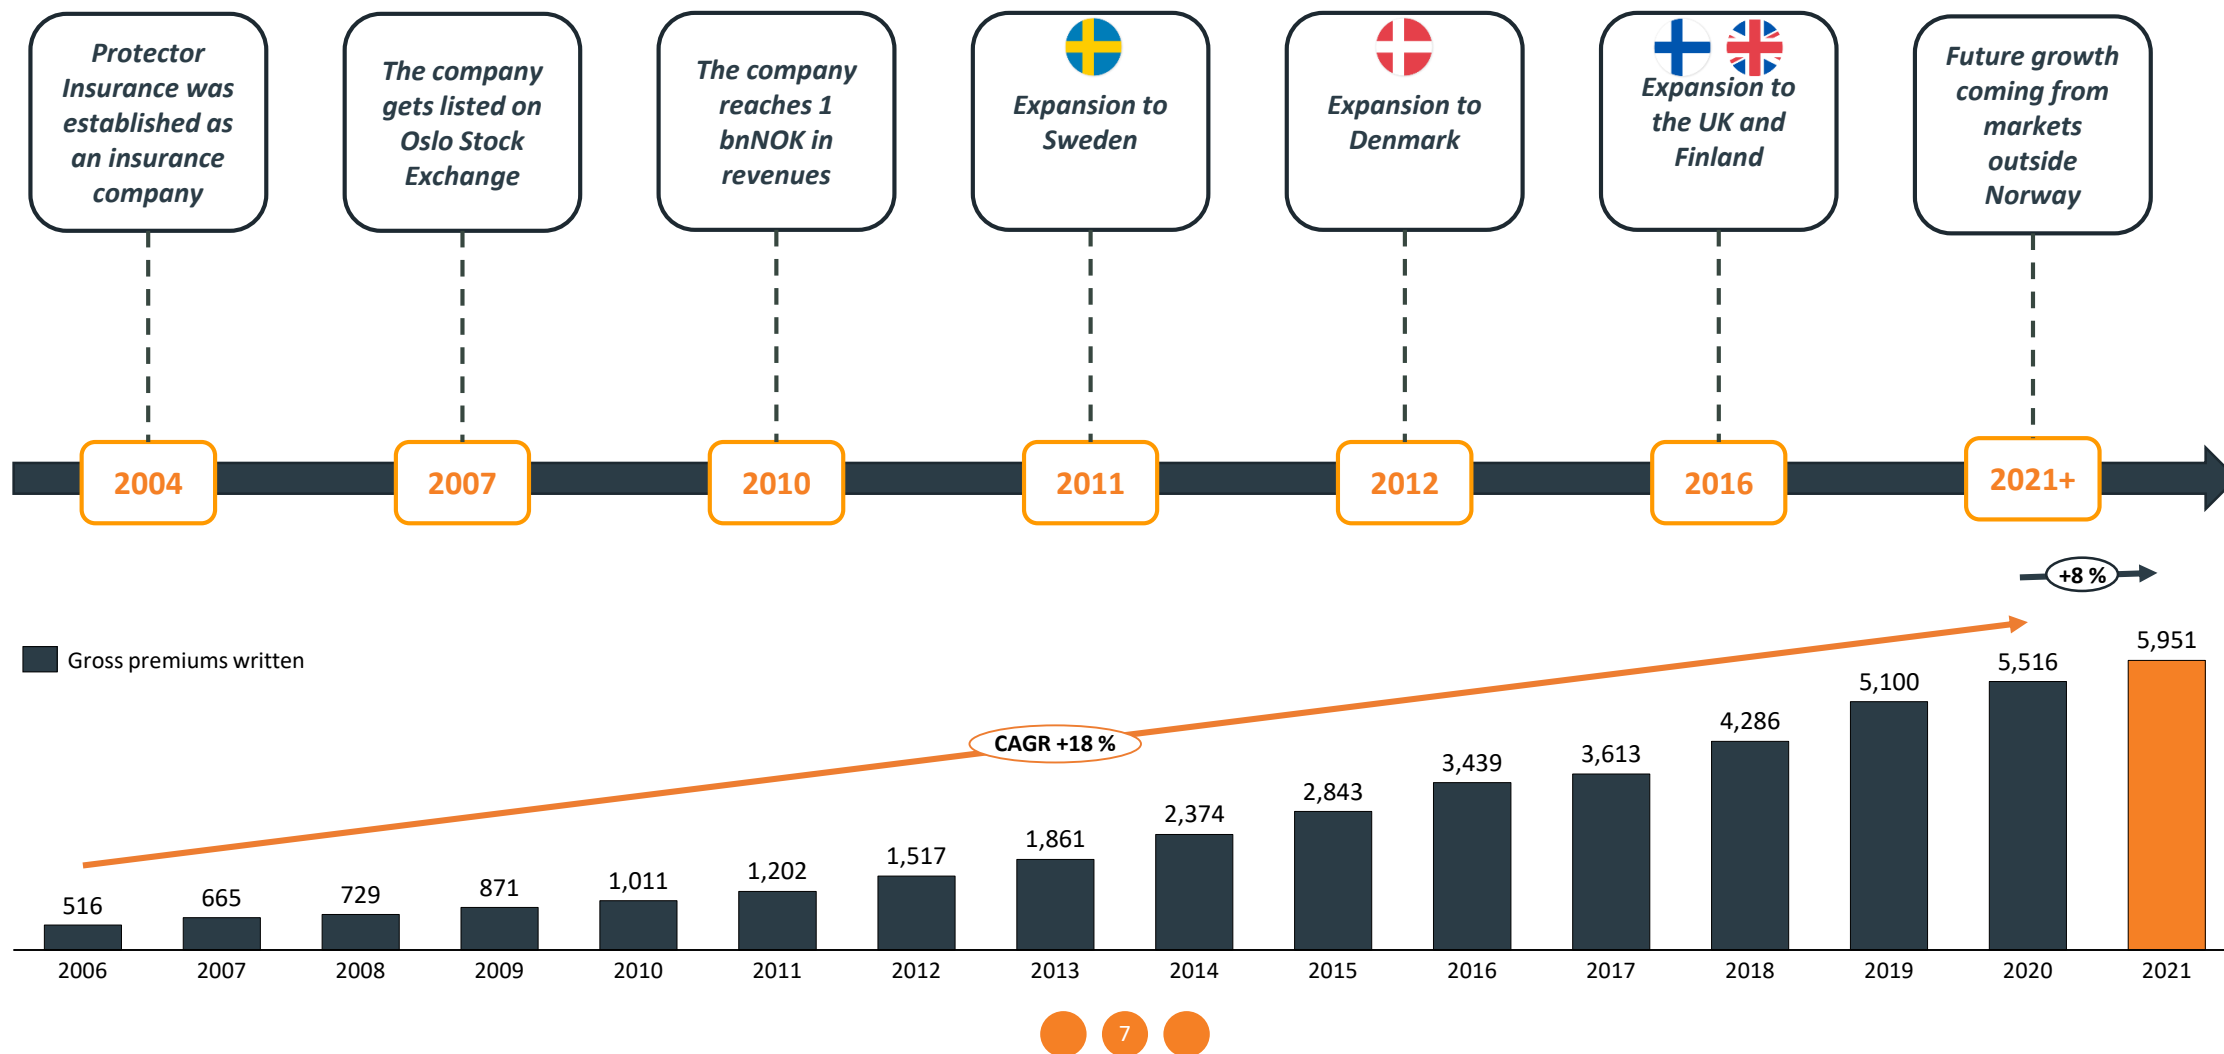 Protector
Insurance was
established as
an insurance
company
The company
gets listed on
Oslo Stock
Exchange
The company
reaches 1
bnNOK in
revenues
Expansion to
Sweden
Expansion to
Denmark
Expansion to
the UK and
Finland
Future growth
coming from
markets
outside
Norway
2004
2007
2010
2011
2012
2016
2021+
+8 %
Gross premiums written
CAGR +18 %
516
665
729
871
1,011
1,202
1,517
1,861
2,374
2,843
3,439
3,613
4,286
5,100
5,516
5,951
2006
2007
2008
2009
2010
2011
2012
2013
2014
2015
2016
2017
2018
2019
2020
2021
7